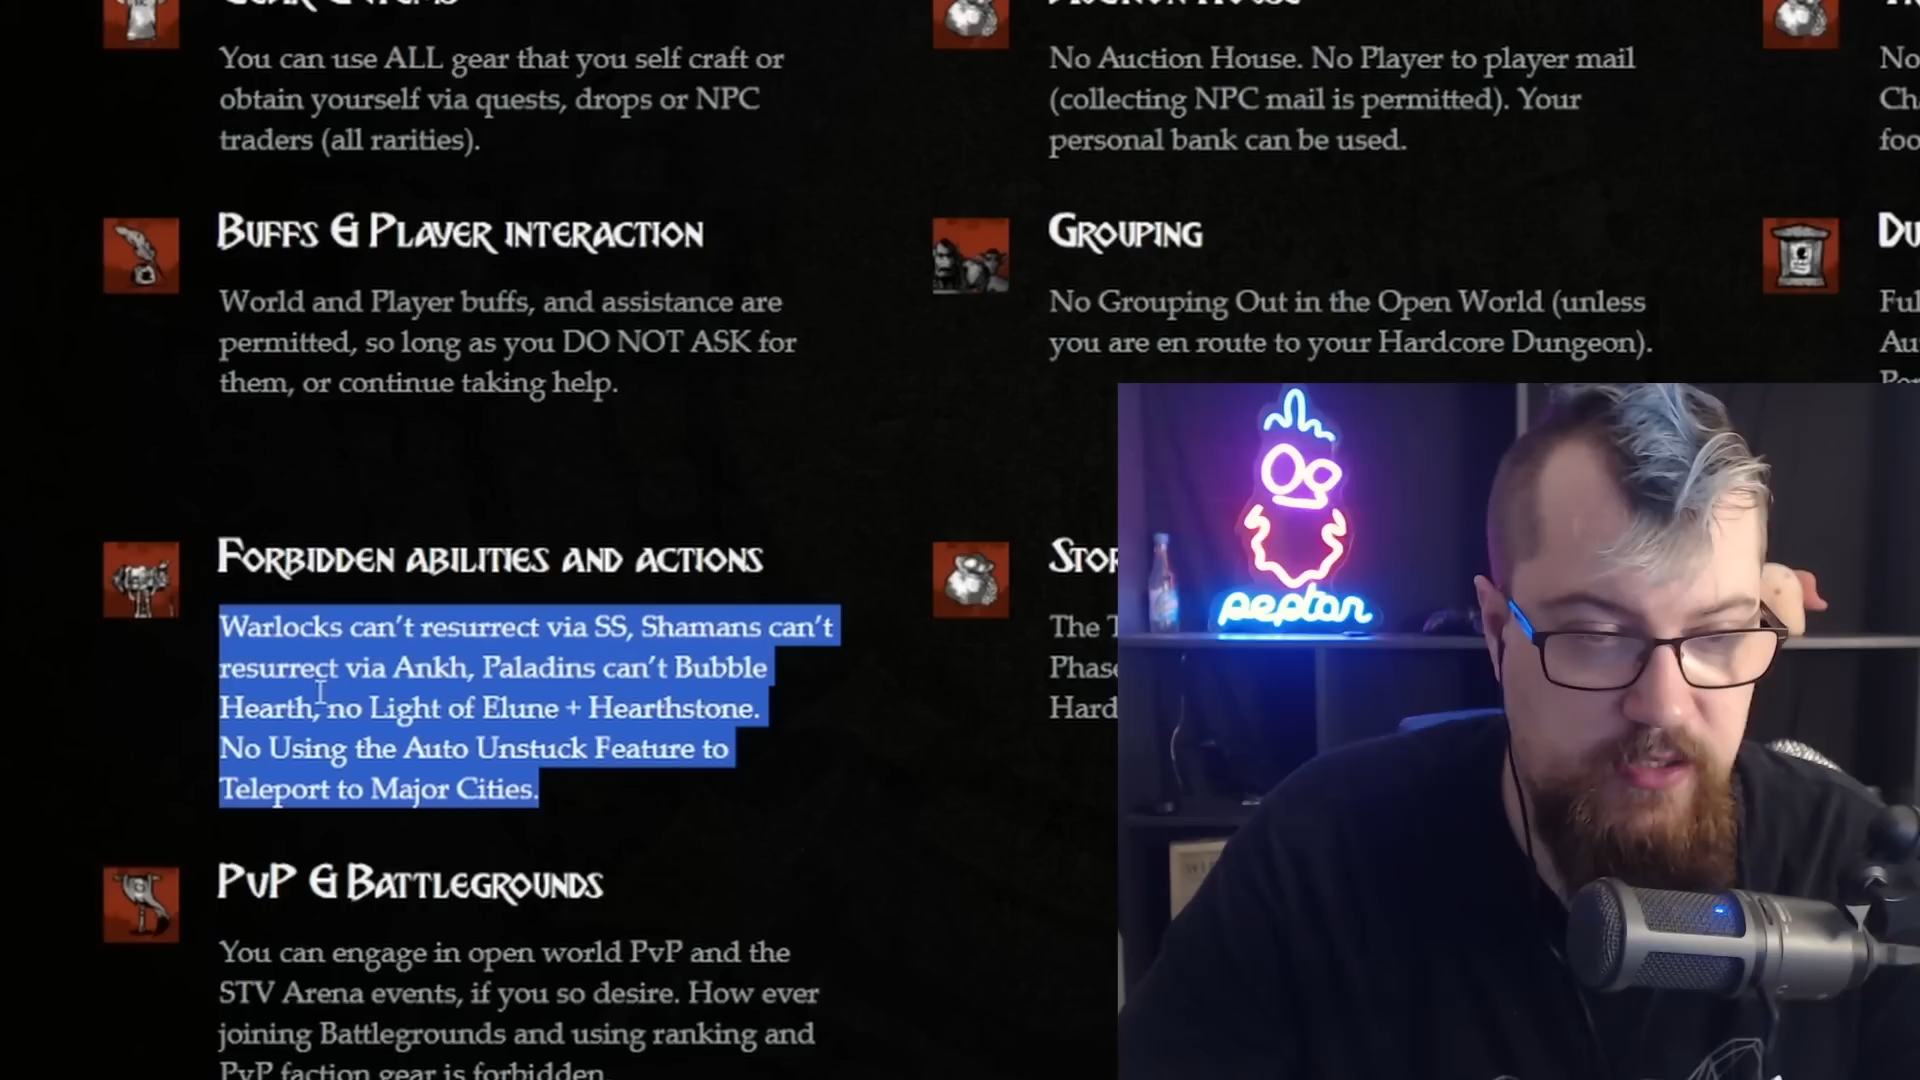 You can use ALL gear that you self craft or
obtain yourself via quests, drops or NPC
traders (all rarities).
No Auction House. No Player to player mail
(collecting NPC mail is permitted). Your
personal bank can be used.
No
Buffs & Player interaction
World and Player buffs, and assistance are
permitted, so long as you DO NOT ASK for
them, or continue taking help.
Grouping
No Grouping Out in the Open World (unless
you are en route to your Hardcore Dungeon).
Forbidden abilities and actions
Warlocks can't resurrect via SS, Shamans can't
resurrect via Ankh, Paladins can't Bubble
Hearth, no Light of Elune + Hearthstone.
No Using the Auto Unstuck Feature to
Teleport to Major Cities.
The
Phase
Hard
PvP & Battlegrounds
You can engage in open world PvP and the
STV Arena events, if you so desire. How ever
joining Battlegrounds and using ranking and
PvP faction gear is forbidden
peptar